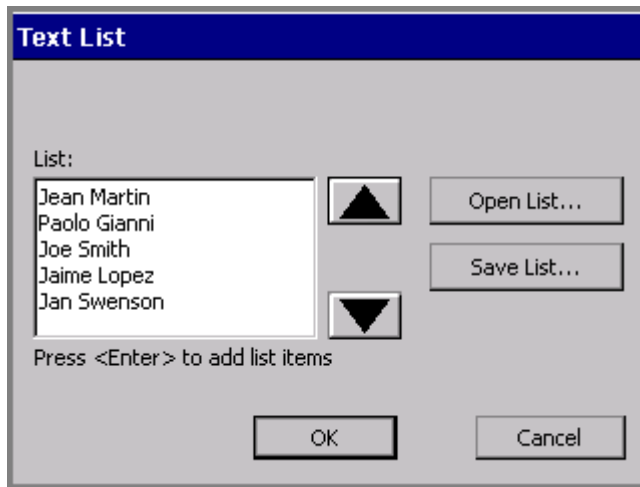 Text List
List:
Jean Martin
Paolo Gianni
Joe Smith
Jaime Lopez
Jan Swenson
Open List...
Save List...
Press <Enter> to add list items
OK
Cancel